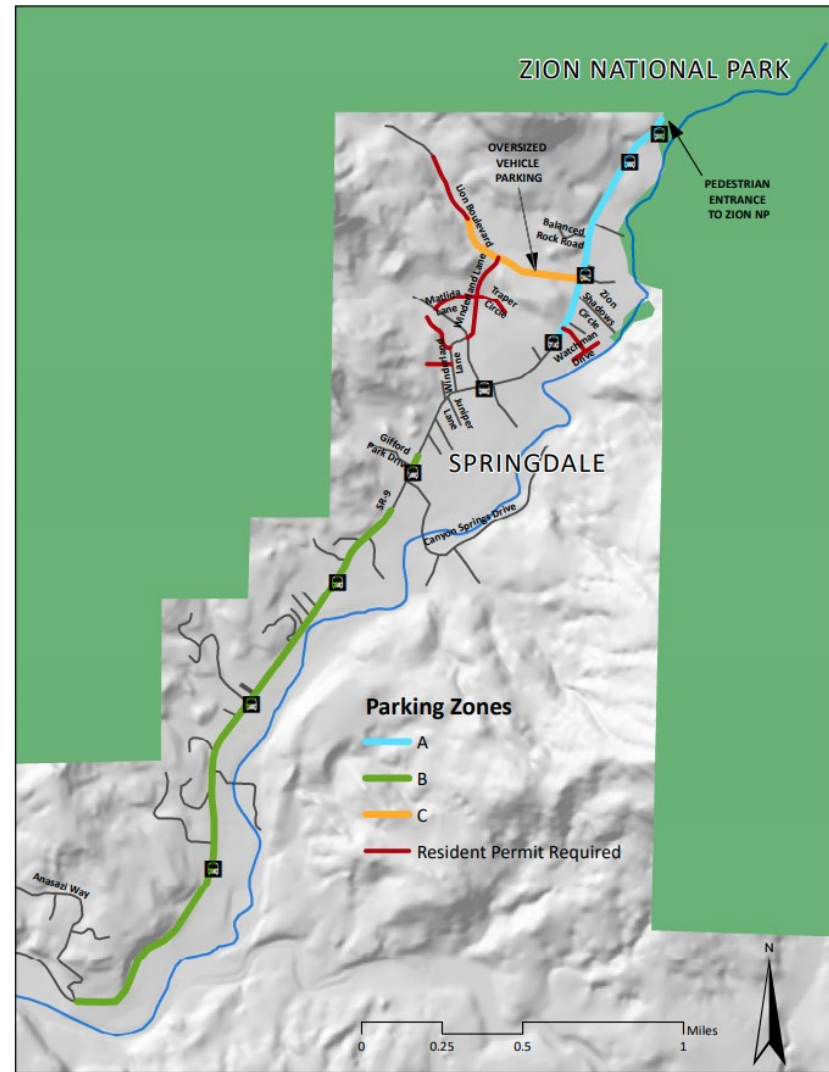 ZION NATIONAL PARK
OVERSIZED
VEHICLE
PARKING
PEDESTRIAN
ENTRANCE
TO ZION NP
Lion Boulevard
Balanced
Rock Road
Winderland Lane
Matlida
Lane
Traper
Circle
Zion
Shadows
Circle
Watchman
Drive
Winderland
Lane
Juniper
Lane
Gifford
Park Drive
SPRINGDALE
SR-9
Canyon Springs Drive
Parking Zones
A
B
C
Resident Permit Required
Anasazi Way
N
Miles
0 0.25 0.5 1